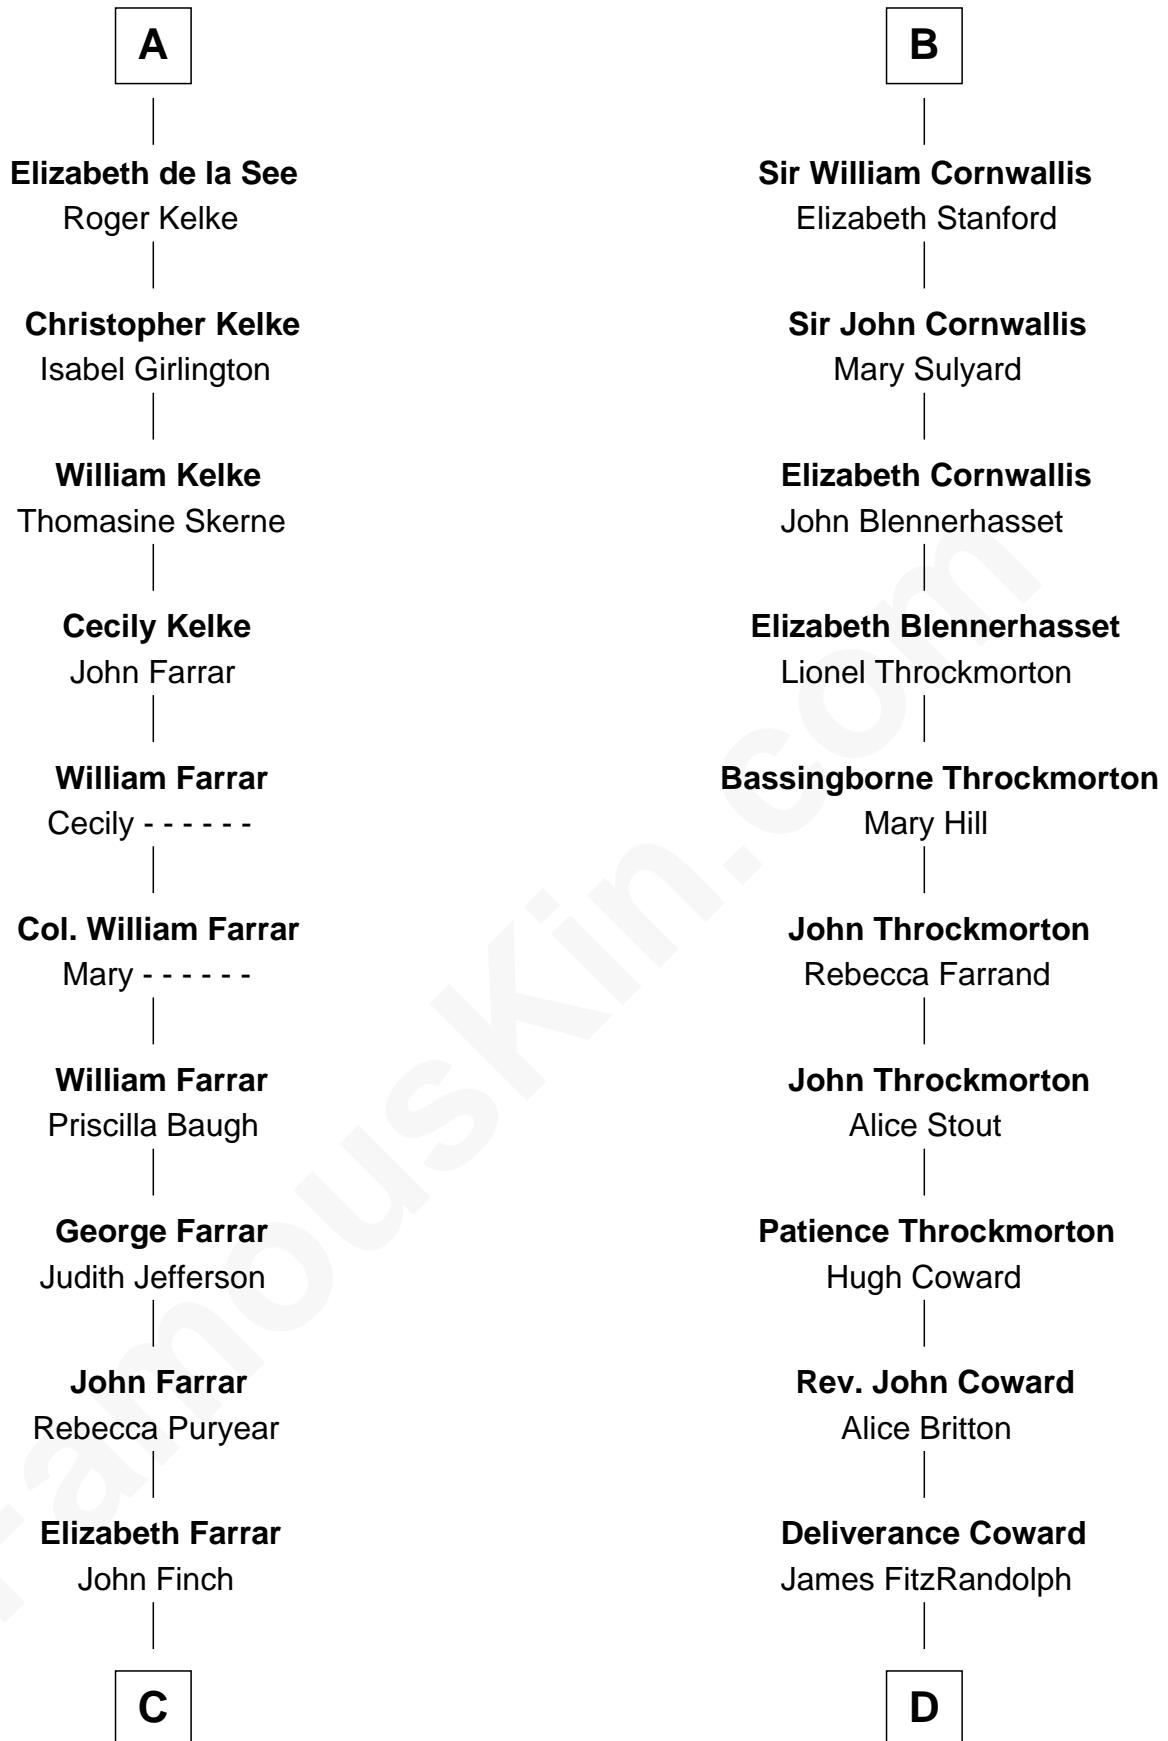 A
Elizabeth de la See
Roger Kelke
Christopher Kelke
Isabel Girlington
William Kelke
Thomasine Skerne
Cecily Kelke
John Farrar
William Farrar
Cecily - - - - - -
Col. William Farrar
Mary - - - - - -
William Farrar
Priscilla Baugh
George Farrar
Judith Jefferson
John Farrar
Rebecca Puryear
Elizabeth Farrar
John Finch
C
B
Sir William Cornwallis
Elizabeth Stanford
Sir John Cornwallis
Mary Sulyard
Elizabeth Cornwallis
John Blennerhasset
Elizabeth Blennerhasset
Lionel Throckmorton
Bassingborne Throckmorton
Mary Hill
John Throckmorton
Rebecca Farrand
John Throckmorton
Alice Stout
Patience Throckmorton
Hugh Coward
Rev. John Coward
Alice Britton
Deliverance Coward
James FitzRandolph
D
FamousKin.com